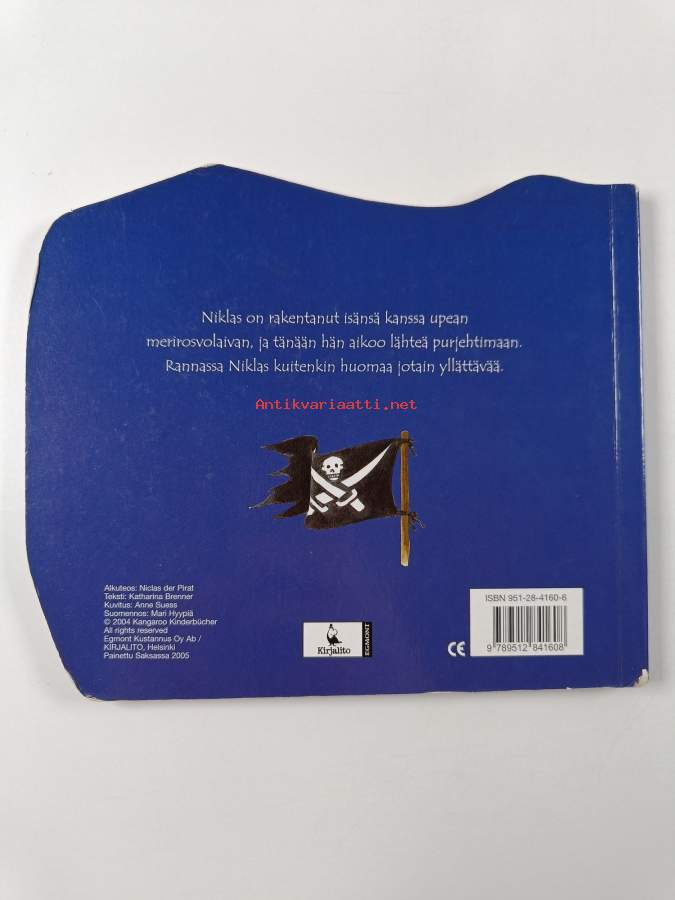 Niklas on rakentanut isänsä kanssa upean
merirosvolaivan, ja tänään hän aikoo lähteä purjehtimaan.
Rannassa Niklas kuitenkin huomaa jotain yllättävää.
Antikvariaatti.net
Alkuteos: Niclas der Pirat
Teksti: Katharina Brenner
Kuvitus: Anne Suess
Suomennos: Mari Hyypiä
© 2004 Kangaroo Kinderbücher
All rights reserved
Egmont Kustannus Oy Ab /
KIRJALITO, Helsinki
Painettu Saksassa 2005
Kirjalito
EGMONT
CE
ISBN 951-28-4160-6
9 789512 841608